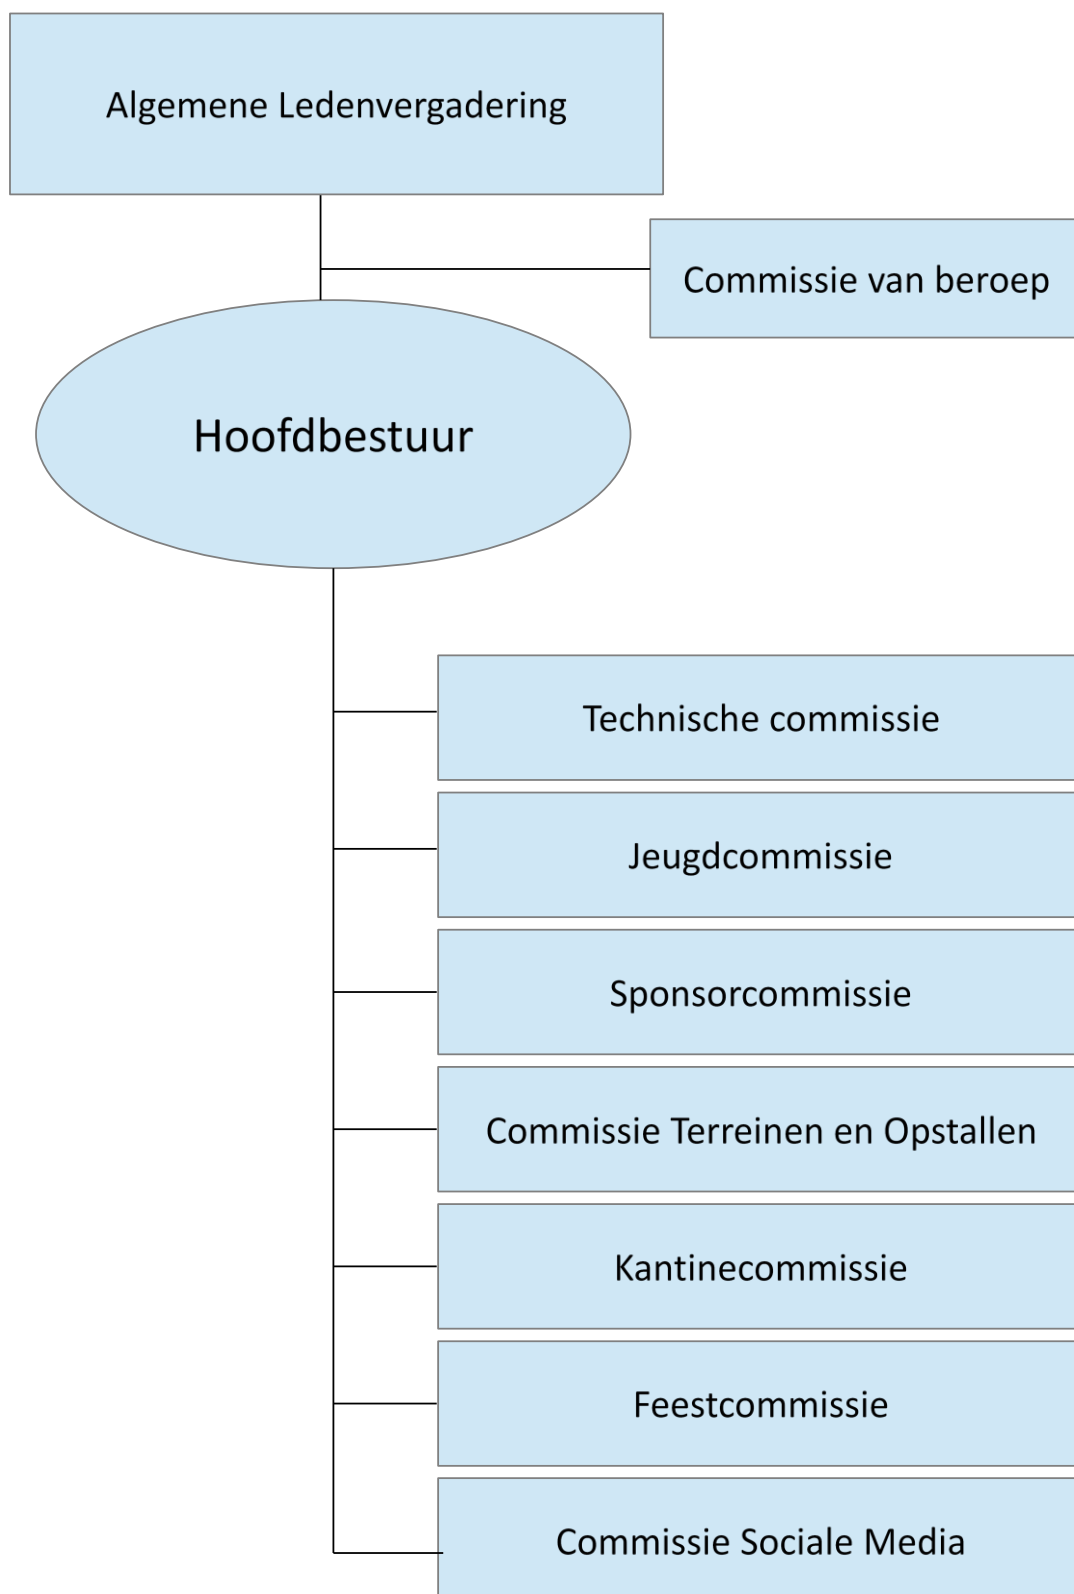 Algemene Ledenvergadering
Commissie van beroep
Hoofdbestuur
Technische commissie
Jeugdcommissie
Sponsorcommissie
Commissie Terreinen en Opstallen
Kantinecommissie
Feestcommissie
Commissie Sociale Media